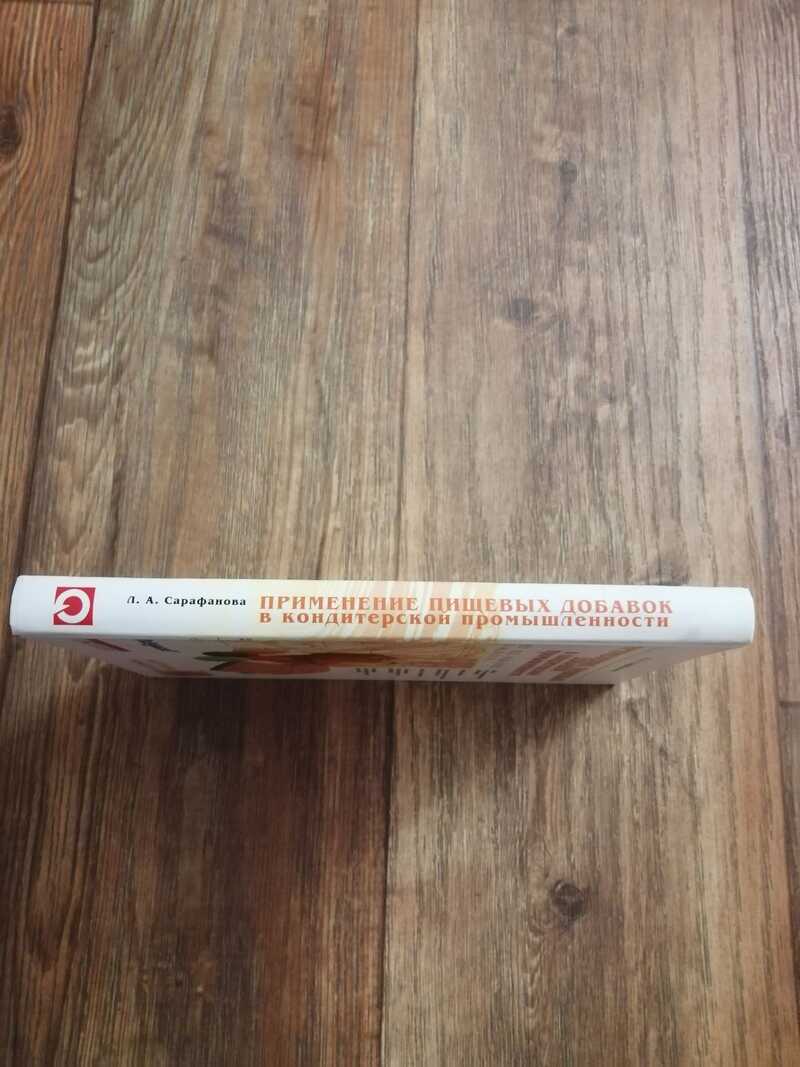 Л. А. Сарафанова
ПРИМЕНЕНИЕ ПИЩЕВЫХ ДОБАВОК
В КОНДИТЕРСКОЙ ПРОМЫШЛЕННОСТИ